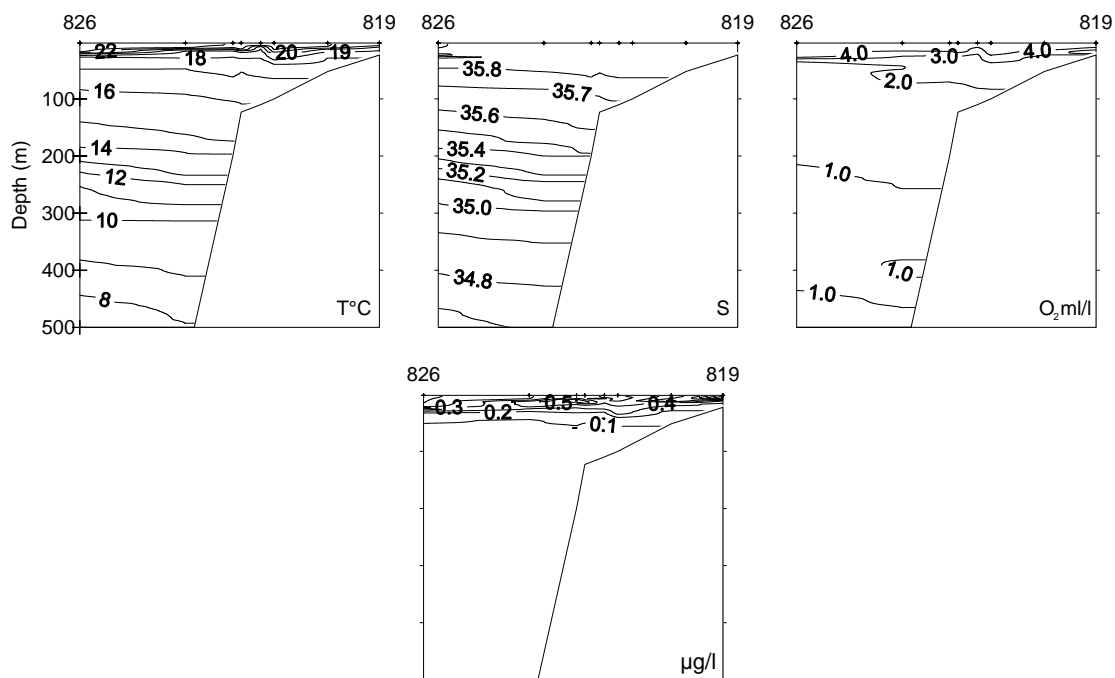 826 819 826 819 826 819
22 20 19 18 16 14 12 10 8
100 200 300 400 500
Depth (m)
T°C
35.8 35.7 35.6 35.4 35.2 35.0 34.8
S
4.0 3.0 4.0 2.0 1.0 1.0 1.0
O2ml/l
826 819
0.3 0.2 0.5 0.4 0.1
µg/l